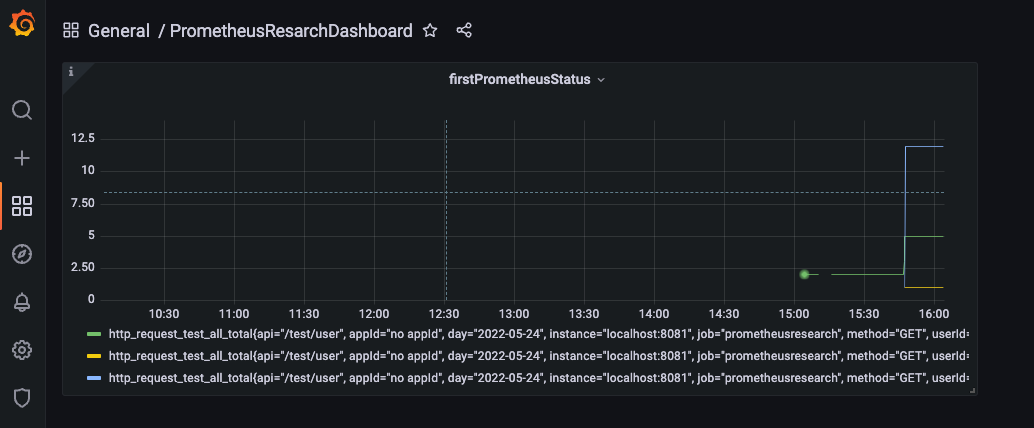 General / PrometheusResarchDashboard
i
firstPrometheusStatus
12.5
10
7.50
5
2.50
0
10:30 11:00 11:30 12:00 12:30 13:00 13:30 14:00 14:30 15:00 15:30 16:00
http_request_test_all_total{api="/test/user", appId="no appId", day="2022-05-24", instance="localhost:8081", job="prometheusresearch", method="GET", userId=
http_request_test_all_total{api="/test/user", appId="no appId", day="2022-05-24", instance="localhost:8081", job="prometheusresearch", method="GET", userId=
http_request_test_all_total{api="/test/user", appId="no appId", day="2022-05-24", instance="localhost:8081", job="prometheusresearch", method="GET", userId=